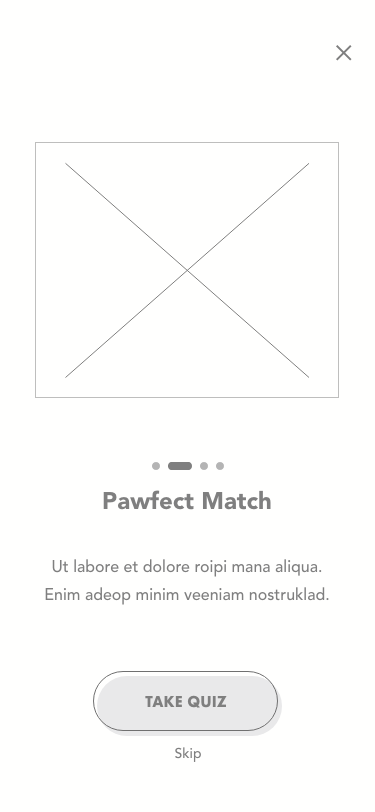 Pawfect Match
Ut labore et dolore roipi mana aliqua.
Enim adeop minim veeniam nostruklad.
TAKE QUIZ
Skip